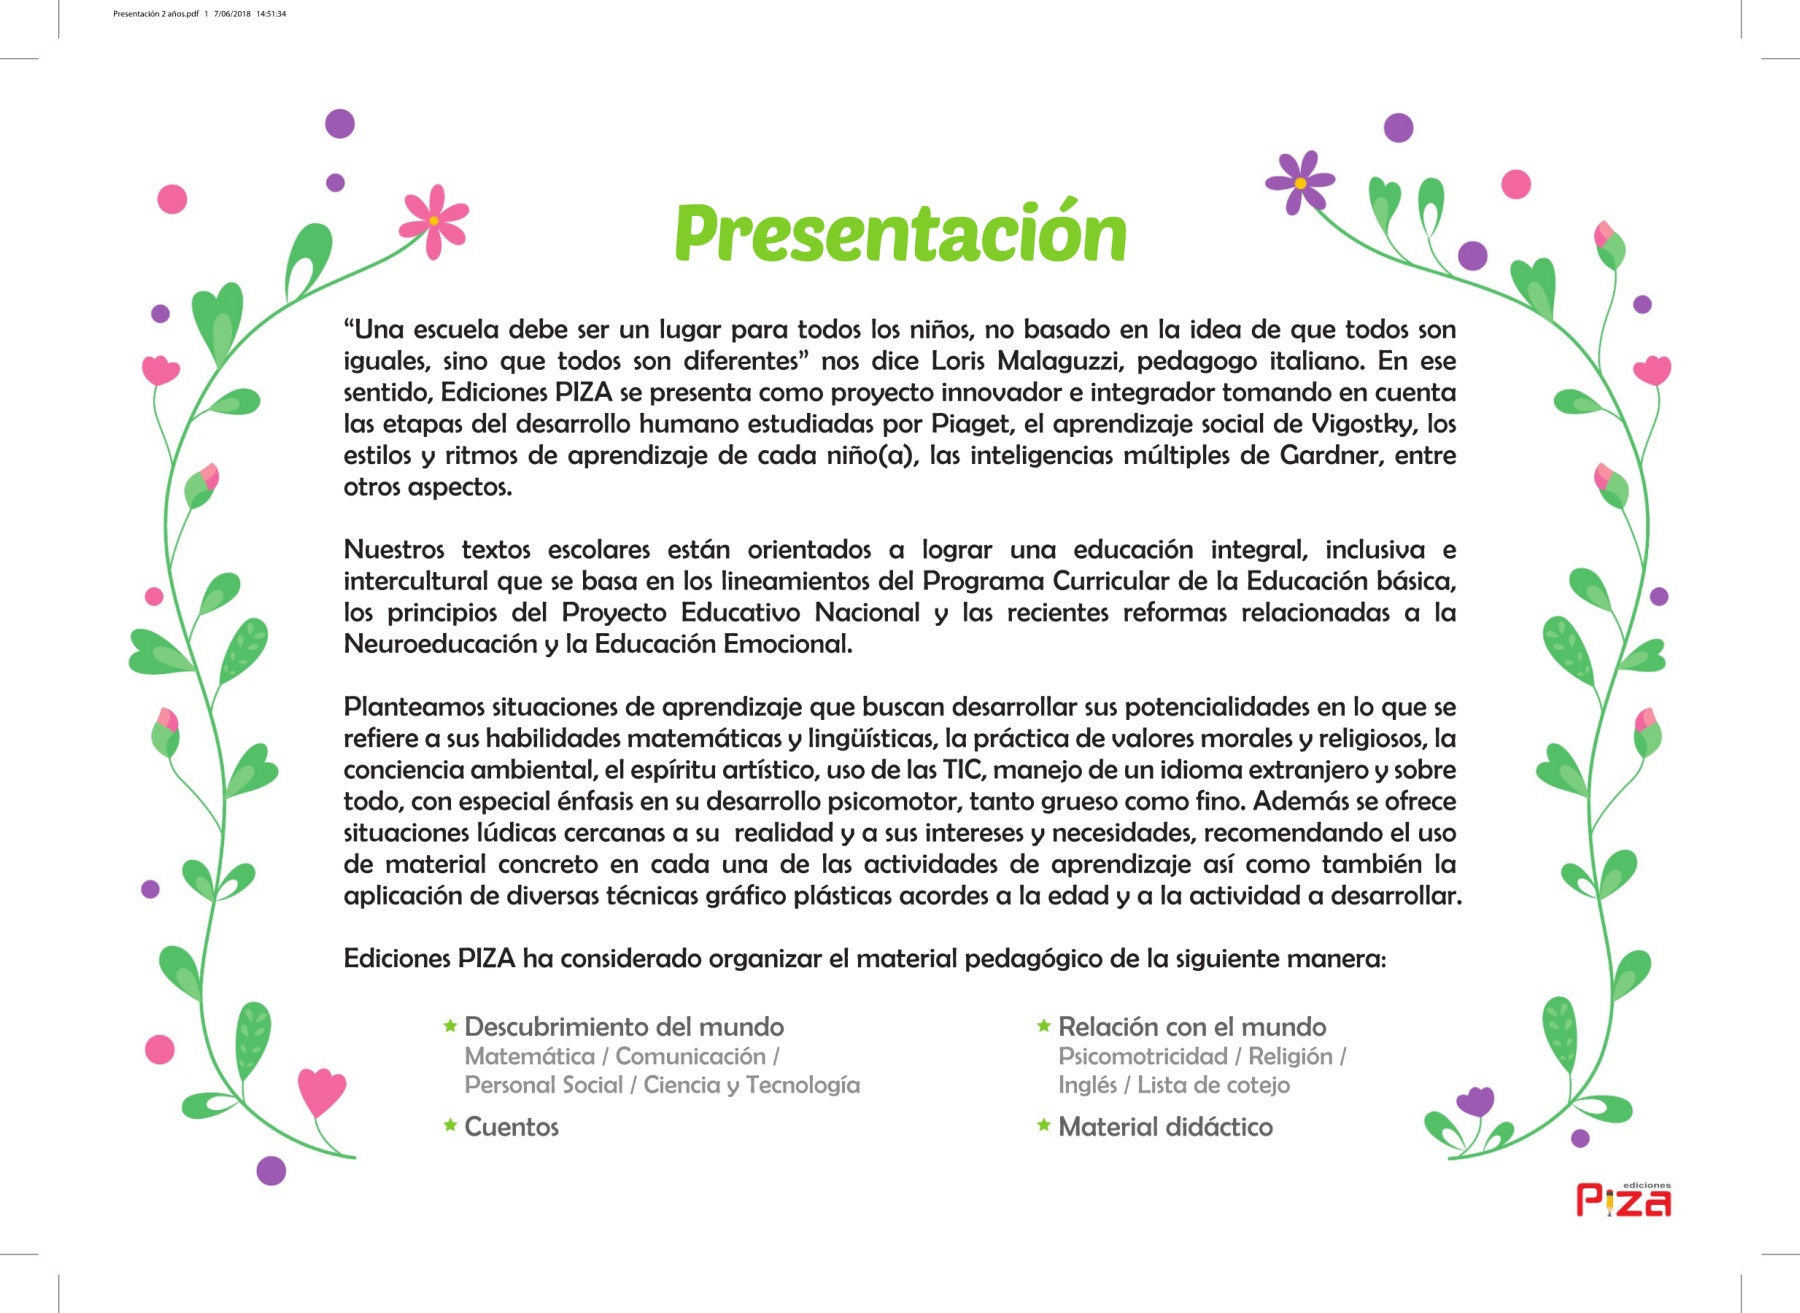 Presentación 2 años.pdf 1 7/06/2018 14:51:34
Presentación
“Una escuela debe ser un lugar para todos los niños, no basado en la idea de que todos son
iguales, sino que todos son diferentes” nos dice Loris Malaguzzi, pedagogo italiano. En ese
sentido, Ediciones PIZA se presenta como proyecto innovador e integrador tomando en cuenta
las etapas del desarrollo humano estudiadas por Piaget, el aprendizaje social de Vigostky, los
estilos y ritmos de aprendizaje de cada niño(a), las inteligencias múltiples de Gardner, entre
otros aspectos.
Nuestros textos escolares están orientados a lograr una educación integral, inclusiva e
intercultural que se basa en los lineamientos del Programa Curricular de la Educación básica,
los principios del Proyecto Educativo Nacional y las recientes reformas relacionadas a la
Neuroeducación y la Educación Emocional.
Planteamos situaciones de aprendizaje que buscan desarrollar sus potencialidades en lo que se
refiere a sus habilidades matemáticas y lingüísticas, la práctica de valores morales y religiosos, la
conciencia ambiental, el espíritu artístico, uso de las TIC, manejo de un idioma extranjero y sobre
todo, con especial énfasis en su desarrollo psicomotor, tanto grueso como fino. Además se ofrece
situaciones lúdicas cercanas a su realidad y a sus intereses y necesidades, recomendando el uso
de material concreto en cada una de las actividades de aprendizaje así como también la
aplicación de diversas técnicas gráfico plásticas acordes a la edad y a la actividad a desarrollar.
Ediciones PIZA ha considerado organizar el material pedagógico de la siguiente manera:
Descubrimiento del mundo
Matemática / Comunicación /
Personal Social / Ciencia y Tecnología
Cuentos
Relación con el mundo
Psicomotricidad / Religión /
Inglés / Lista de cotejo
Material didáctico
ediciones
Piza